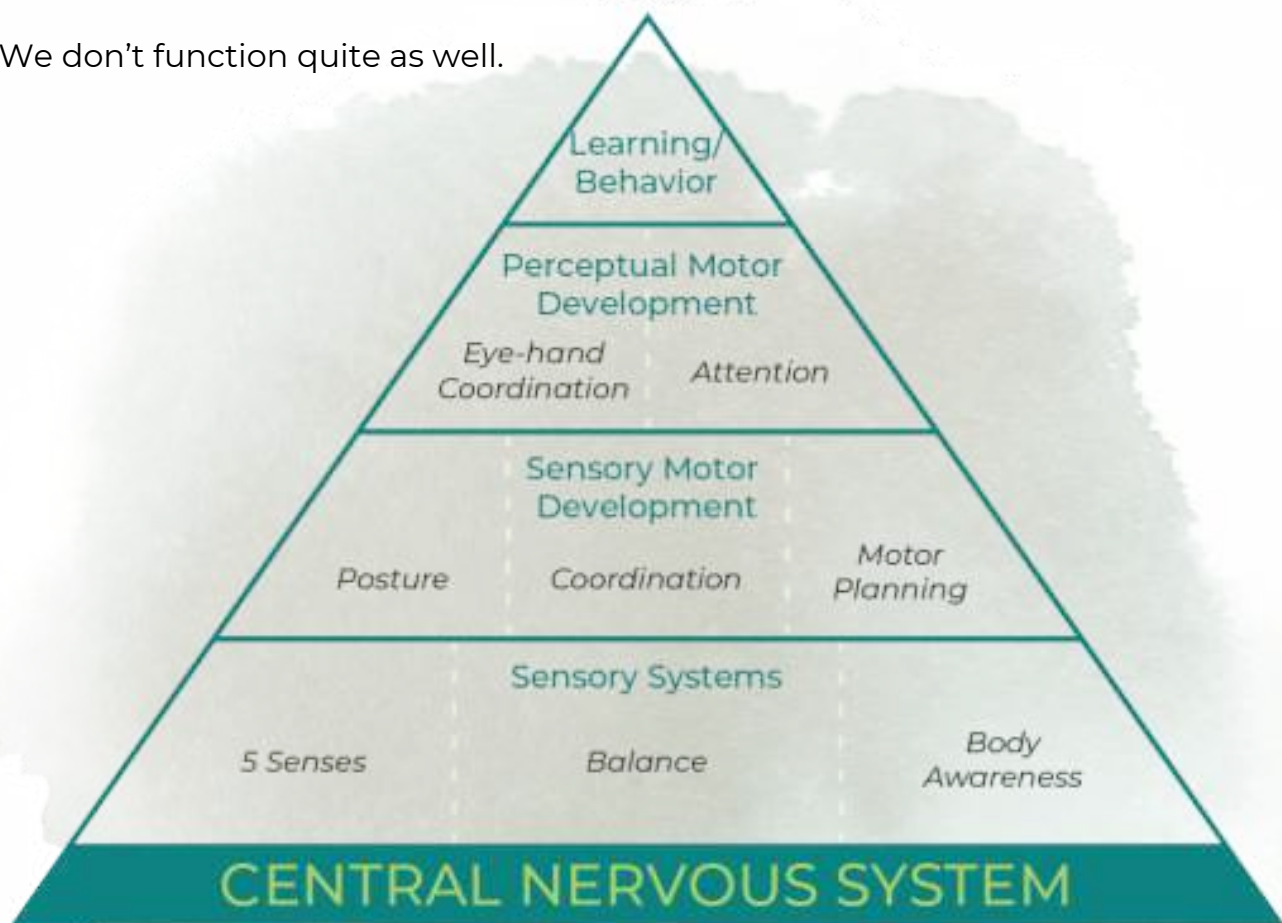 We don’t function quite as well.
Learning/
Behavior
Perceptual Motor
Development
Eye-hand
Coordination
Attention
Sensory Motor
Development
Posture
Coordination
Motor
Planning
Sensory Systems
5 Senses
Balance
Body
Awareness
CENTRAL NERVOUS SYSTEM